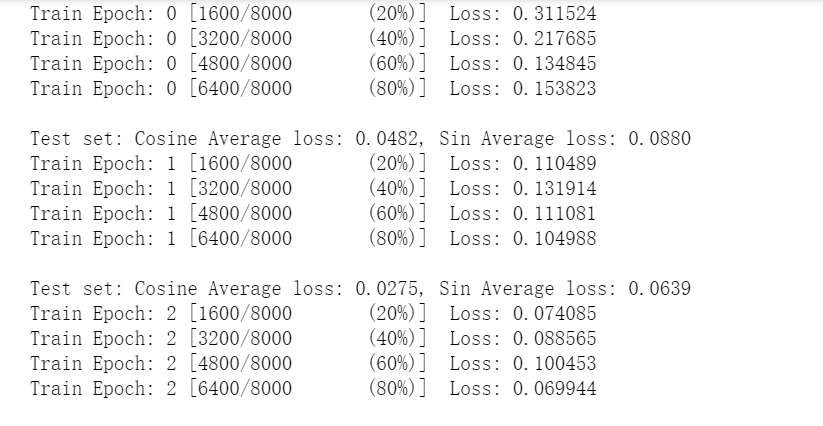 Train Epoch: 0 [1600/8000 (20%)] Loss: 0.311524
Train Epoch: 0 [3200/8000 (40%)] Loss: 0.217685
Train Epoch: 0 [4800/8000 (60%)] Loss: 0.134845
Train Epoch: 0 [6400/8000 (80%)] Loss: 0.153823
Test set: Cosine Average loss: 0.0482, Sin Average loss: 0.0880
Train Epoch: 1 [1600/8000 (20%)] Loss: 0.110489
Train Epoch: 1 [3200/8000 (40%)] Loss: 0.131914
Train Epoch: 1 [4800/8000 (60%)] Loss: 0.111081
Train Epoch: 1 [6400/8000 (80%)] Loss: 0.104988
Test set: Cosine Average loss: 0.0275, Sin Average loss: 0.0639
Train Epoch: 2 [1600/8000 (20%)] Loss: 0.074085
Train Epoch: 2 [3200/8000 (40%)] Loss: 0.088565
Train Epoch: 2 [4800/8000 (60%)] Loss: 0.100453
Train Epoch: 2 [6400/8000 (80%)] Loss: 0.069944